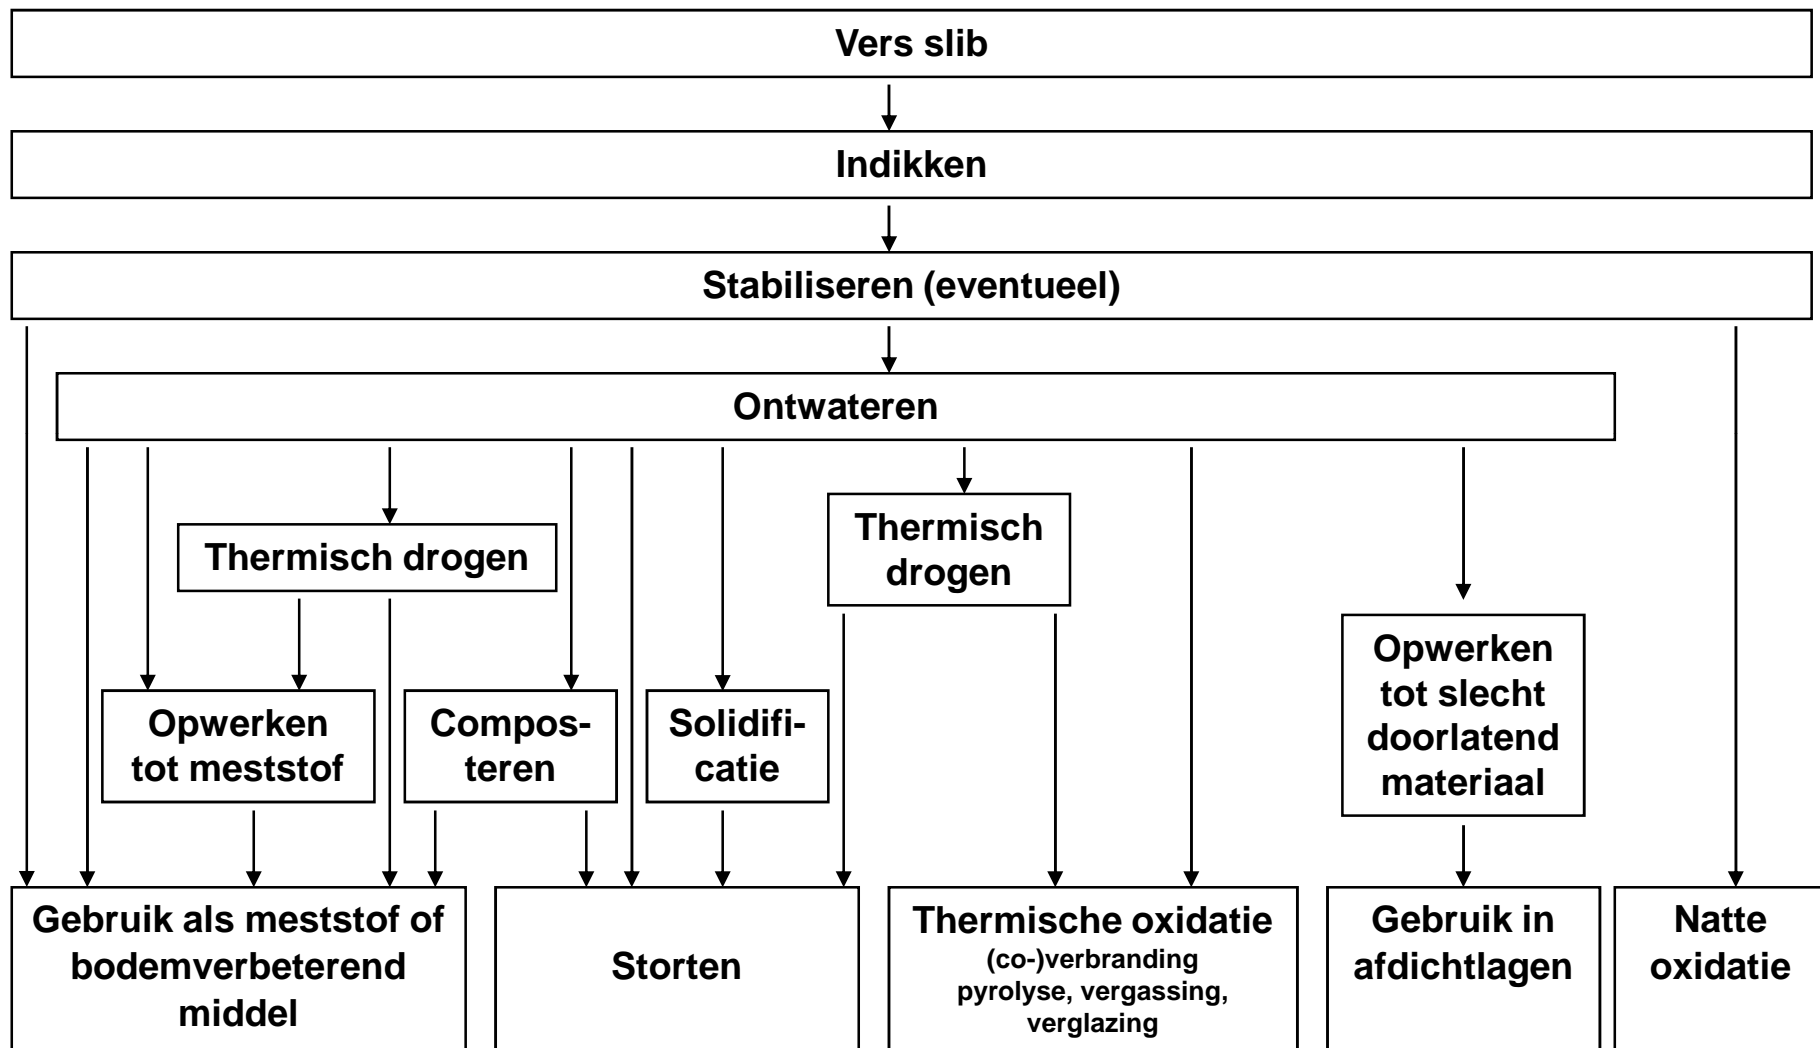 Vers slib
Indikken
Stabiliseren (eventueel)
Ontwateren
Thermisch drogen
Thermisch
drogen
Opwerken
tot meststof
Compos-
teren
Solidifi-
catie
Opwerken
tot slecht
doorlatend
materiaal
Gebruik als meststof of
bodemverbeterend
middel
Storten
Thermische oxidatie
(co-)verbranding
pyrolyse, vergassing,
verglazing
Gebruik in
afdichtlagen
Natte
oxidatie